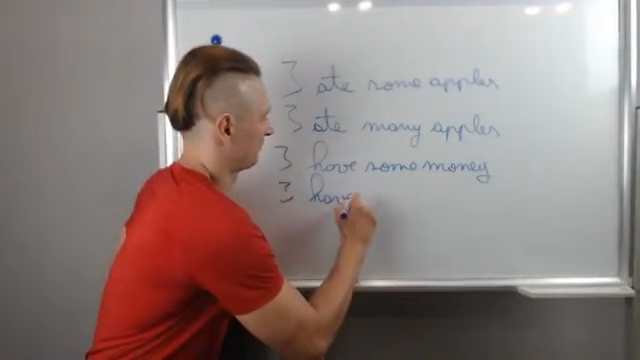 I ate some apples
I ate many apples
I have some money
I have